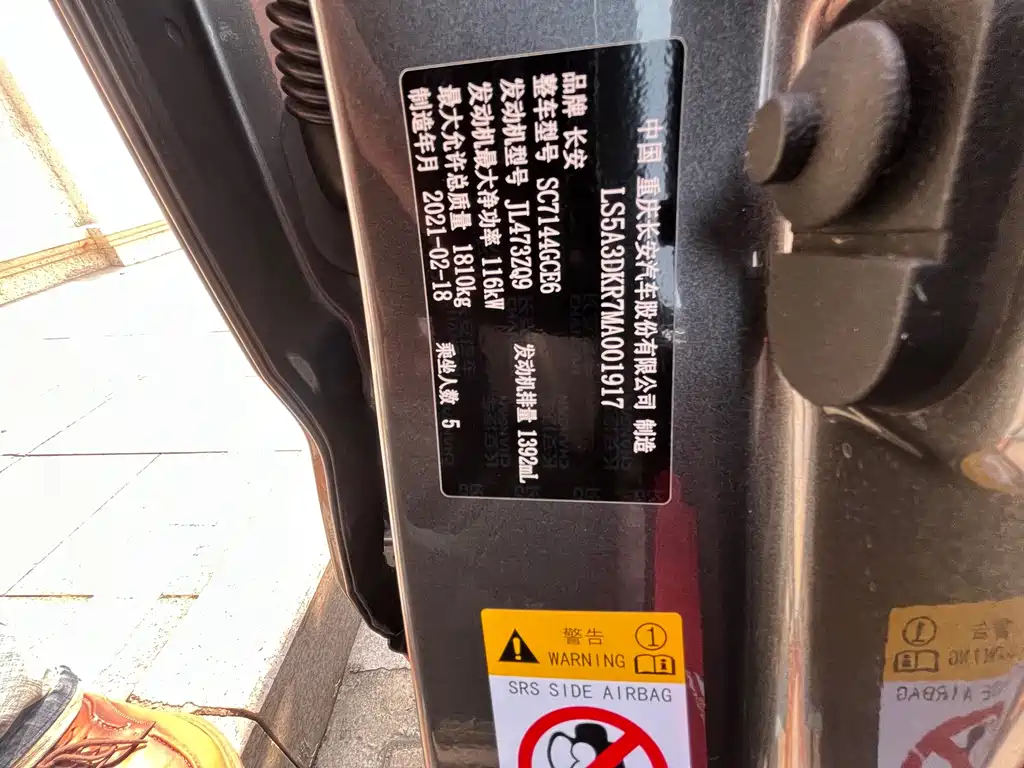 中国 重庆长安汽车股份有限公司 制造
LS5A3DKR7MA001917
品牌 长安
整车型号 SC7144GCE6
发动机型号 JL473ZQ9 发动机排量 1392mL
发动机最大净功率 116kW
最大允许总质量 1810kg 乘坐人数 5
制造年月 2021-02-18
警告
WARNING
SRS SIDE AIRBAG